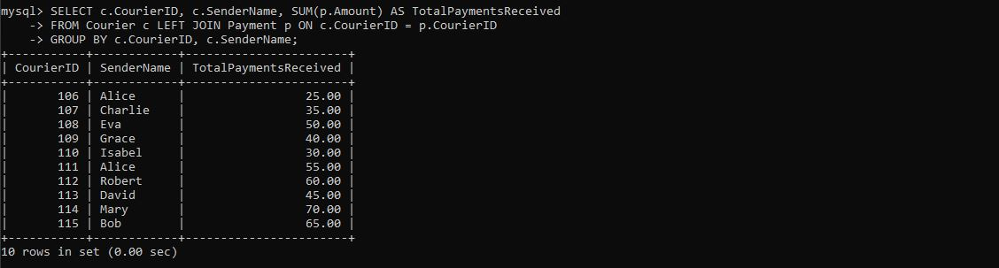 mysql> SELECT c.CourierID, c.SenderName, SUM(p.Amount) AS TotalPaymentsReceived
    -> FROM Courier c LEFT JOIN Payment p ON c.CourierID = p.CourierID
    -> GROUP BY c.CourierID, c.SenderName;
+-----------+------------+-----------------------+
| CourierID | SenderName | TotalPaymentsReceived |
+-----------+------------+-----------------------+
|       106 | Alice      |                 25.00 |
|       107 | Charlie    |                 35.00 |
|       108 | Eva        |                 50.00 |
|       109 | Grace      |                 40.00 |
|       110 | Isabel     |                 30.00 |
|       111 | Alice      |                 55.00 |
|       112 | Robert     |                 60.00 |
|       113 | David      |                 45.00 |
|       114 | Mary       |                 70.00 |
|       115 | Bob        |                 65.00 |
+-----------+------------+-----------------------+
10 rows in set (0.00 sec)